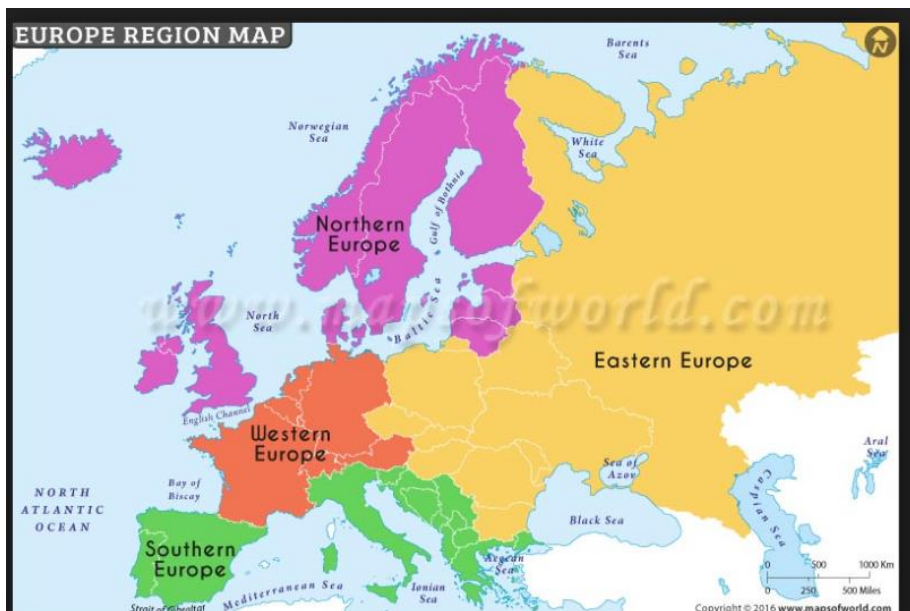 EUROPE REGION MAP
N
Barents
Sea
Norwegian
Sea
White
Sea
Gulf of Bothnia
Northern
Europe
www.mapsofworld.com
North
Sea
Baltic Sea
Eastern Europe
English Channel
Western
Europe
Aral
Sea
Sea of
Azov
Bay of
Biscay
Caspian Sea
NORTH
ATLANTIC
OCEAN
Black Sea
Southern
Europe
Aegean
Sea
0 500 1000 Km
Mediterranean Sea
Ionian
Sea
0 250 500 Miles
Strait of Gibraltar
Copyright © 2016 www.mapsofworld.com